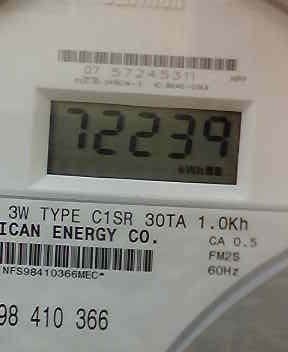 07 57245311
72239
kWh
3W TYPE C1SR 30TA 1.0Kh
ICAN ENERGY CO.
CA 0.5
FM2S
60Hz
NFS98410366MEC*
98 410 366